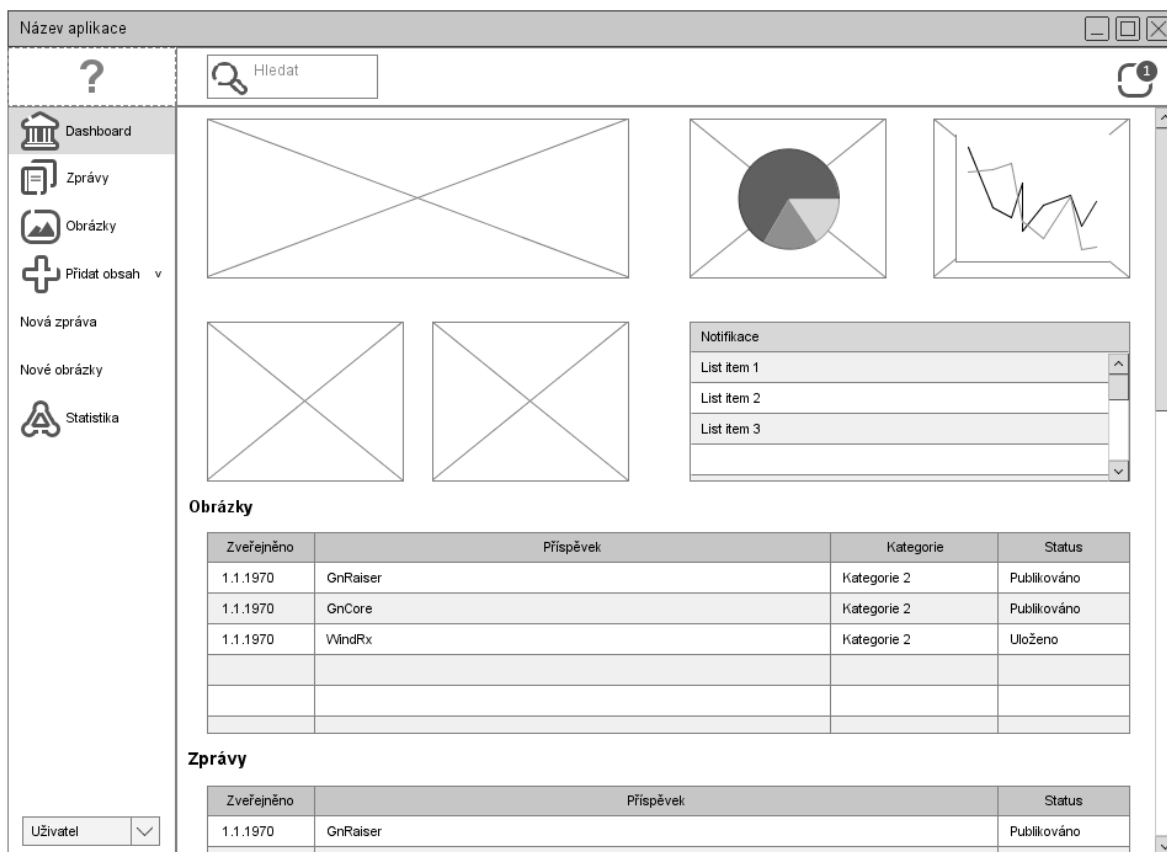 Název aplikace
?
Hledat
1
Dashboard
Zprávy
Obrázky
Přidat obsah v
Nová zpráva
Nové obrázky
Statistika
Uživatel
Notifikace
List item 1
List item 2
List item 3
Obrázky
Zveřejněno Příspěvek Kategorie Status
1.1.1970 GnRaiser Kategorie 2 Publikováno
1.1.1970 GnCore Kategorie 2 Publikováno
1.1.1970 WindRx Kategorie 2 Uloženo
Zprávy
Zveřejněno Příspěvek Status
1.1.1970 GnRaiser Publikováno